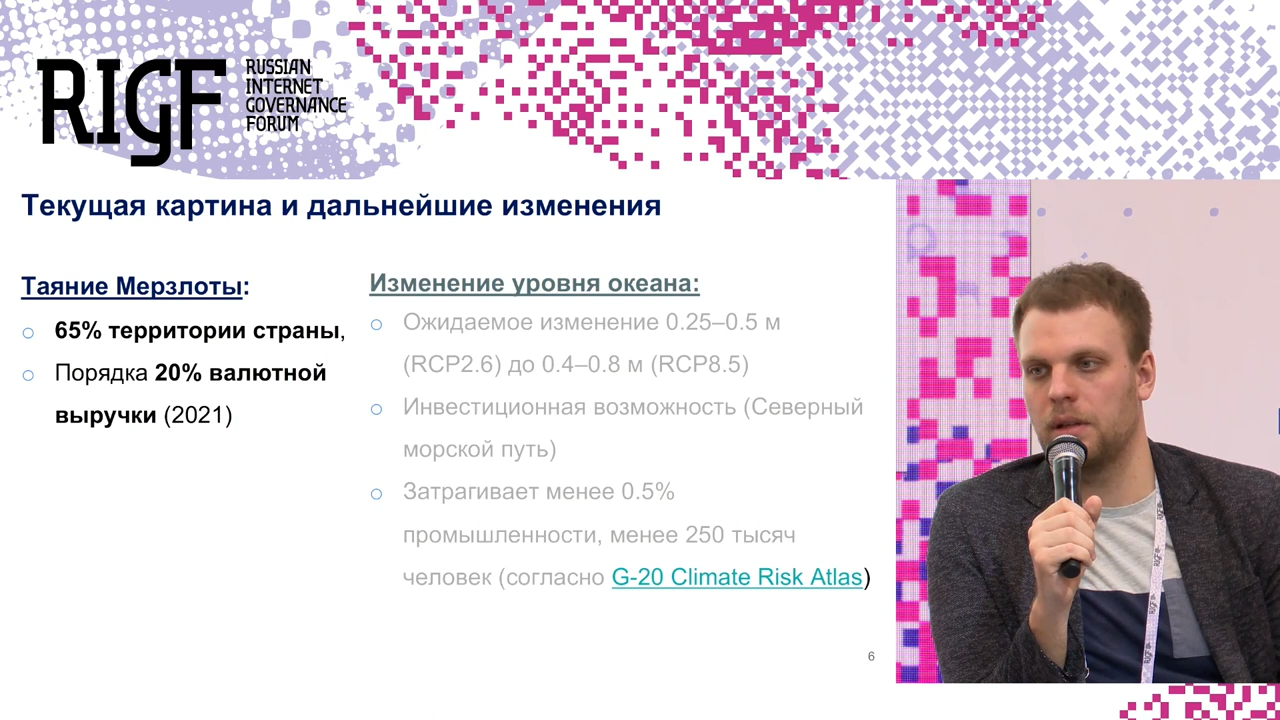 RIGF
RUSSIAN
INTERNET
GOVERNANCE
FORUM
Текущая картина и дальнейшие изменения
Таяние Мерзлоты:
65% территории страны,
Порядка 20% валютной
выручки (2021)
Изменение уровня океана:
Ожидаемое изменение 0.25–0.5 м
(RCP2.6) до 0.4–0.8 м (RCP8.5)
Инвестиционная возможность (Северный
морской путь)
Затрагивает менее 0.5%
промышленности, менее 250 тысяч
человек (согласно G-20 Climate Risk Atlas)
6
RIGF
RIGF
RIGF